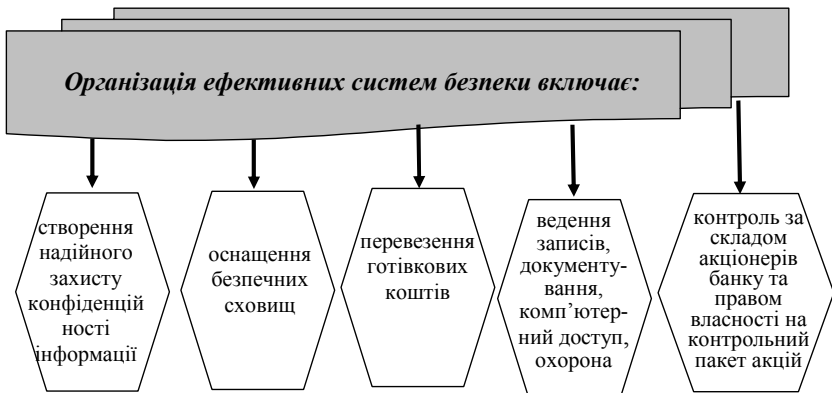 Організація ефективних систем безпеки включає:
створення
надійного
захисту
конфіденцій
ності
інформації
оснащення
безпечних
сховищ
перевезення
готівкових
коштів
ведення
записів,
документу-
вання,
комп’ютер-
ний доступ,
охорона
контроль за
складом
акціонерів
банку та
правом
власності на
контрольний
пакет акцій